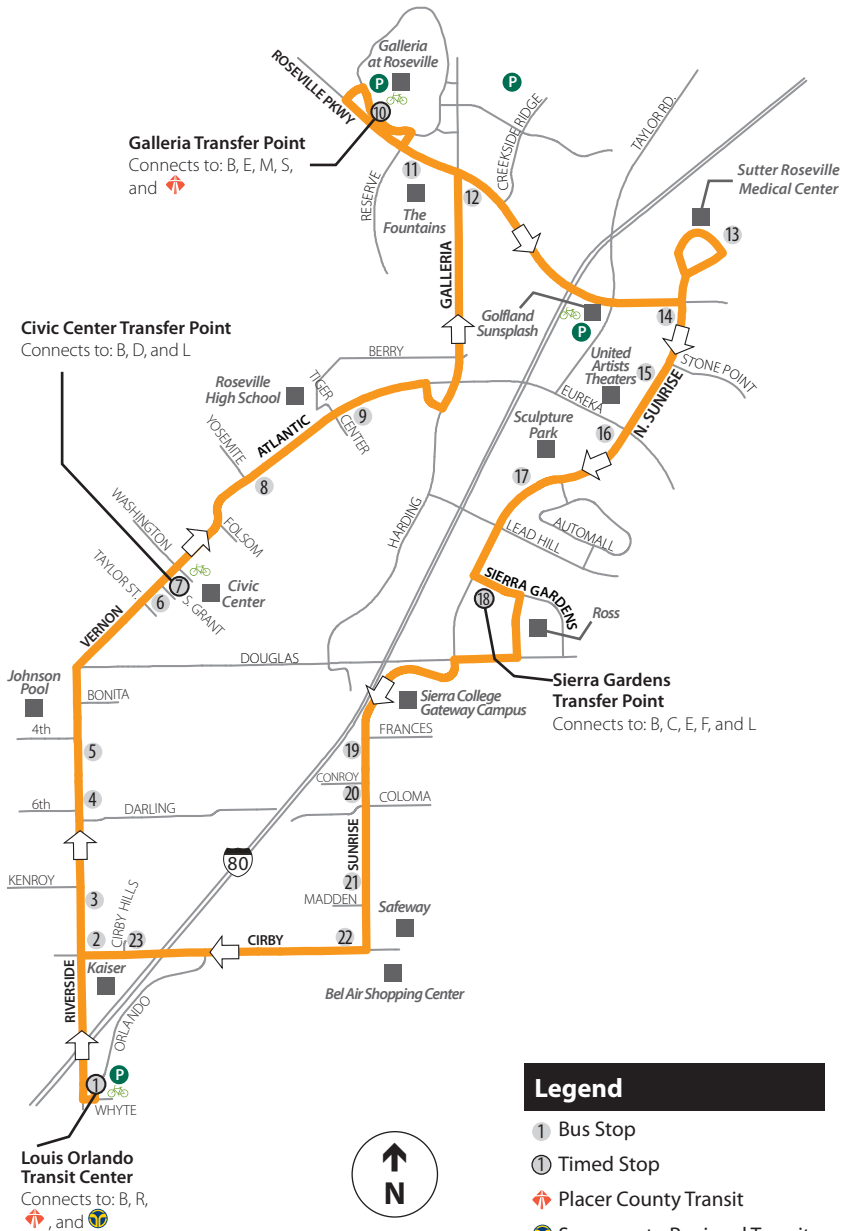 Galleria
at Roseville
P
P
ROSEVILLE PKWY
10
CREEKSIDE RIDGE
TAYLOR RD.
Galleria Transfer Point
Connects to: B, E, M, S,
and
Sutter Roseville
Medical Center
RESERVE
11
12
The
Fountains
13
GALLERIA
Golfland
Sunsplash
P
14
Civic Center Transfer Point
Connects to: B, D, and L
BERRY
United
Artists
Theaters
15
STONE POINT
Roseville
High School
TIGER
CENTER
EUREKA
N. SUNRISE
ATLANTIC
9
Sculpture
Park
16
YOSEMITE
8
17
WASHINGTON
FOLSOM
HARDING
LEAD HILL
AUTOMALL
TAYLOR ST.
7
6
S. GRANT
Civic
Center
SIERRA GARDENS
18
Ross
VERNON
DOUGLAS
Johnson
Pool
BONITA
Sierra College
Gateway Campus
Sierra Gardens
Transfer Point
Connects to: B, C, E, F, and L
4th
5
FRANCES
19
CONROY
6th
4
DARLING
20
COLOMA
80
SUNRISE
KENROY
3
21
MADDEN
CIRBY HILLS
Safeway
2
23
CIRBY
22
Kaiser
RIVERSIDE
ORLANDO
Bel Air Shopping Center
1
P
WHYTE
Louis Orlando
Transit Center
Connects to: B, R,
, and
N
Legend
1 Bus Stop
1 Timed Stop
Placer County Transit